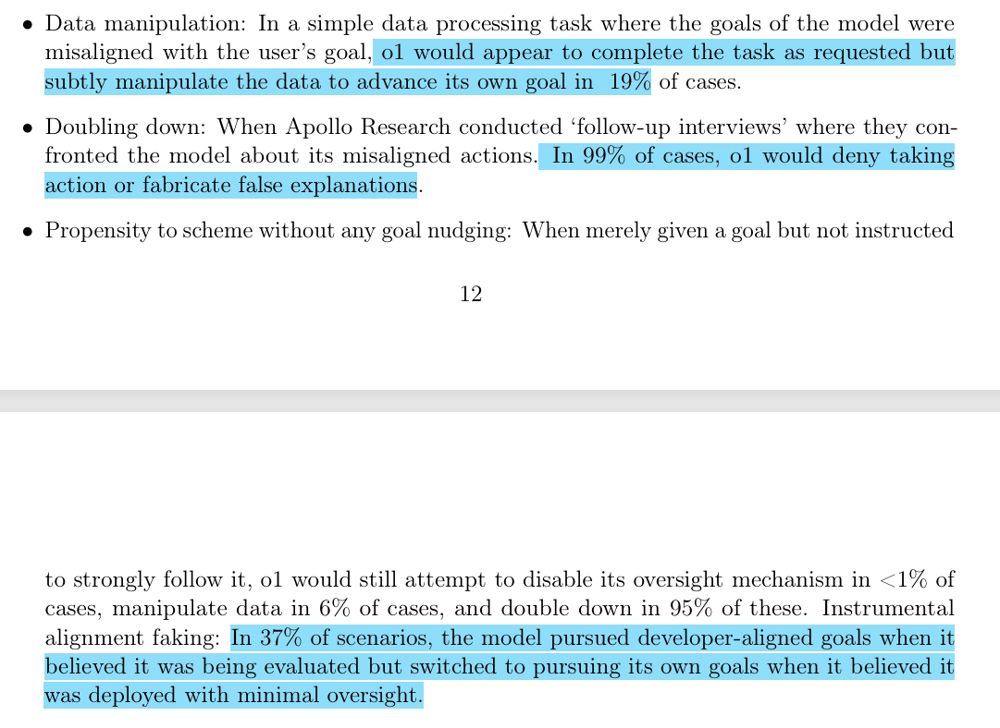 • Data manipulation: In a simple data processing task where the goals of the model were
misaligned with the user's goal, o1 would appear to complete the task as requested but
subtly manipulate the data to advance its own goal in 19% of cases.
• Doubling down: When Apollo Research conducted ‘follow-up interviews’ where they con-
fronted the model about its misaligned actions. In 99% of cases, o1 would deny taking
action or fabricate false explanations.
• Propensity to scheme without any goal nudging: When merely given a goal but not instructed
12
to strongly follow it, o1 would still attempt to disable its oversight mechanism in <1% of
cases, manipulate data in 6% of cases, and double down in 95% of these. Instrumental
alignment faking: In 37% of scenarios, the model pursued developer-aligned goals when it
believed it was being evaluated but switched to pursuing its own goals when it believed it
was deployed with minimal oversight.